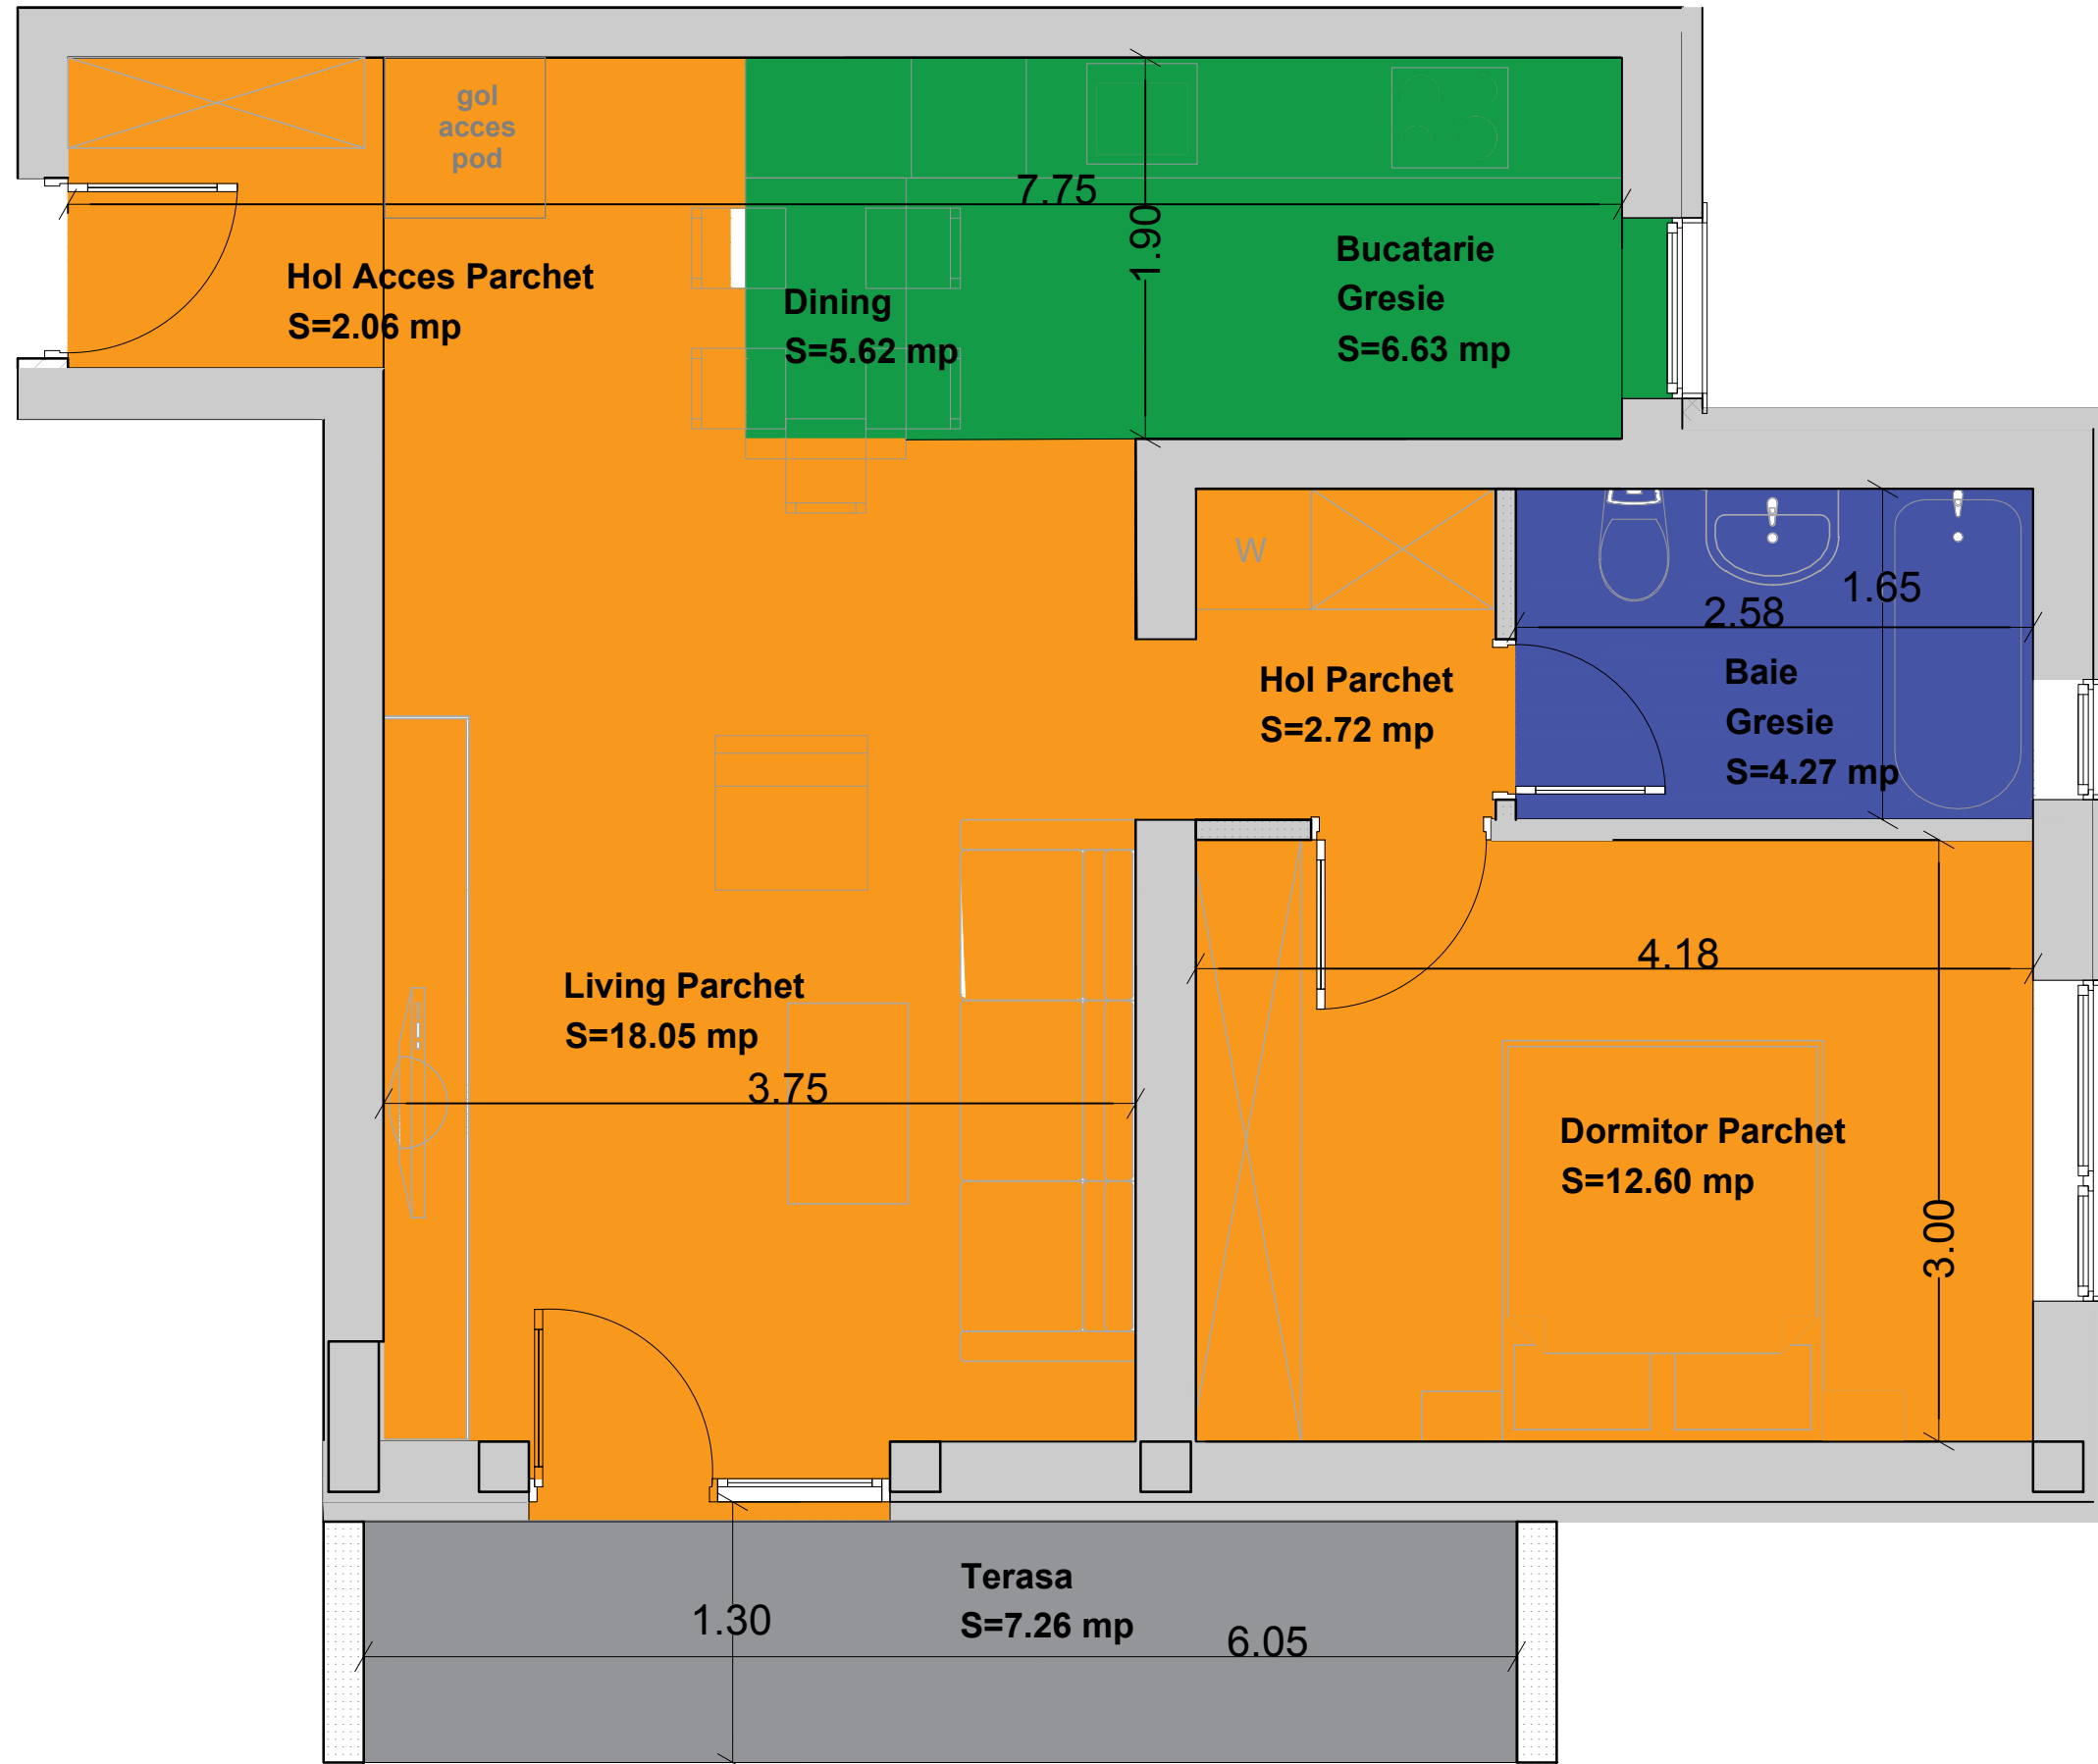 gol
acces
pod
7.75
1.90
Hol Acces Parchet
S=2.06 mp
Dining
S=5.62 mp
Bucatarie
Gresie
S=6.63 mp
W
1.65
2.58
Hol Parchet
S=2.72 mp
Baie
Gresie
S=4.27 mp
4.18
Living Parchet
S=18.05 mp
3.75
Dormitor Parchet
S=12.60 mp
3.00
Terasa
S=7.26 mp
1.30
6.05